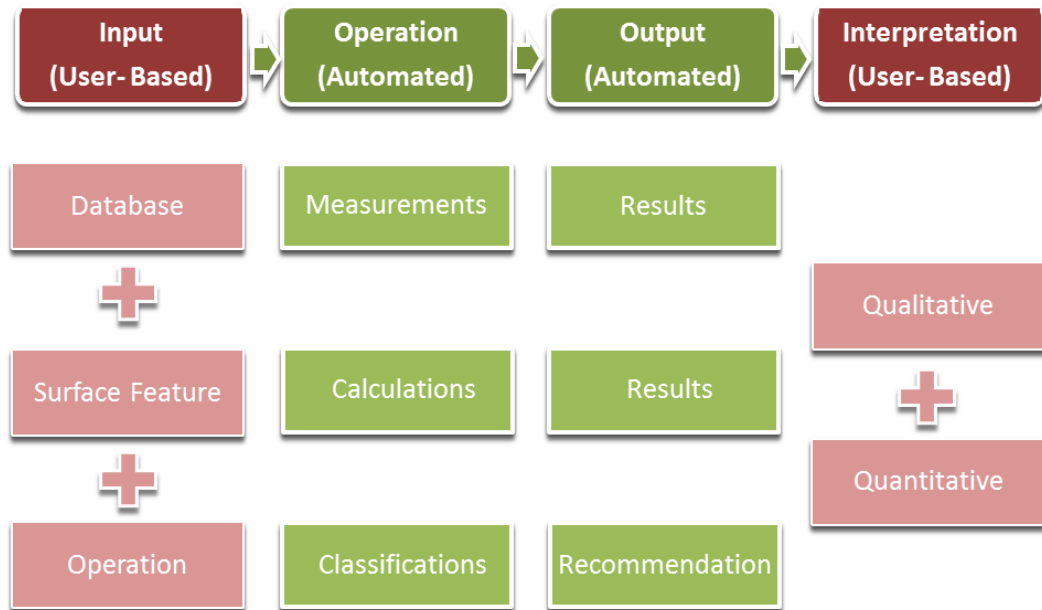 Input
(User- Based)
Operation
(Automated)
Output
(Automated)
Interpretation
(User- Based)
Database
Measurements
Results
Qualitative
Surface Feature
Calculations
Results
Quantitative
Operation
Classifications
Recommendation